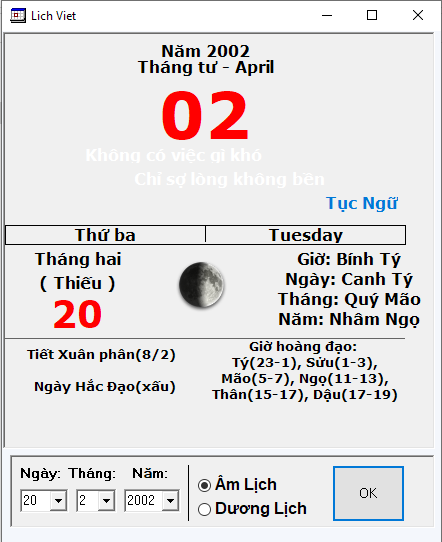 Lich Viet
Năm 2002
Tháng tư - April
02
Không có việc gì khó
Chỉ sợ lòng không bền
Tục Ngữ
Thứ ba
Tuesday
Tháng hai
( Thiếu )
20
Giờ: Bính Tý
Ngày: Canh Tý
Tháng: Quý Mão
Năm: Nhâm Ngọ
Tiết Xuân phân(8/2)
Ngày Hắc Đạo(xấu)
Giờ hoàng đạo:
Tý(23-1), Sửu(1-3),
Mão(5-7), Ngọ(11-13),
Thân(15-17), Dậu(17-19)
Ngày: Tháng: Năm:
20 2 2002
Âm Lịch
Dương Lịch
OK